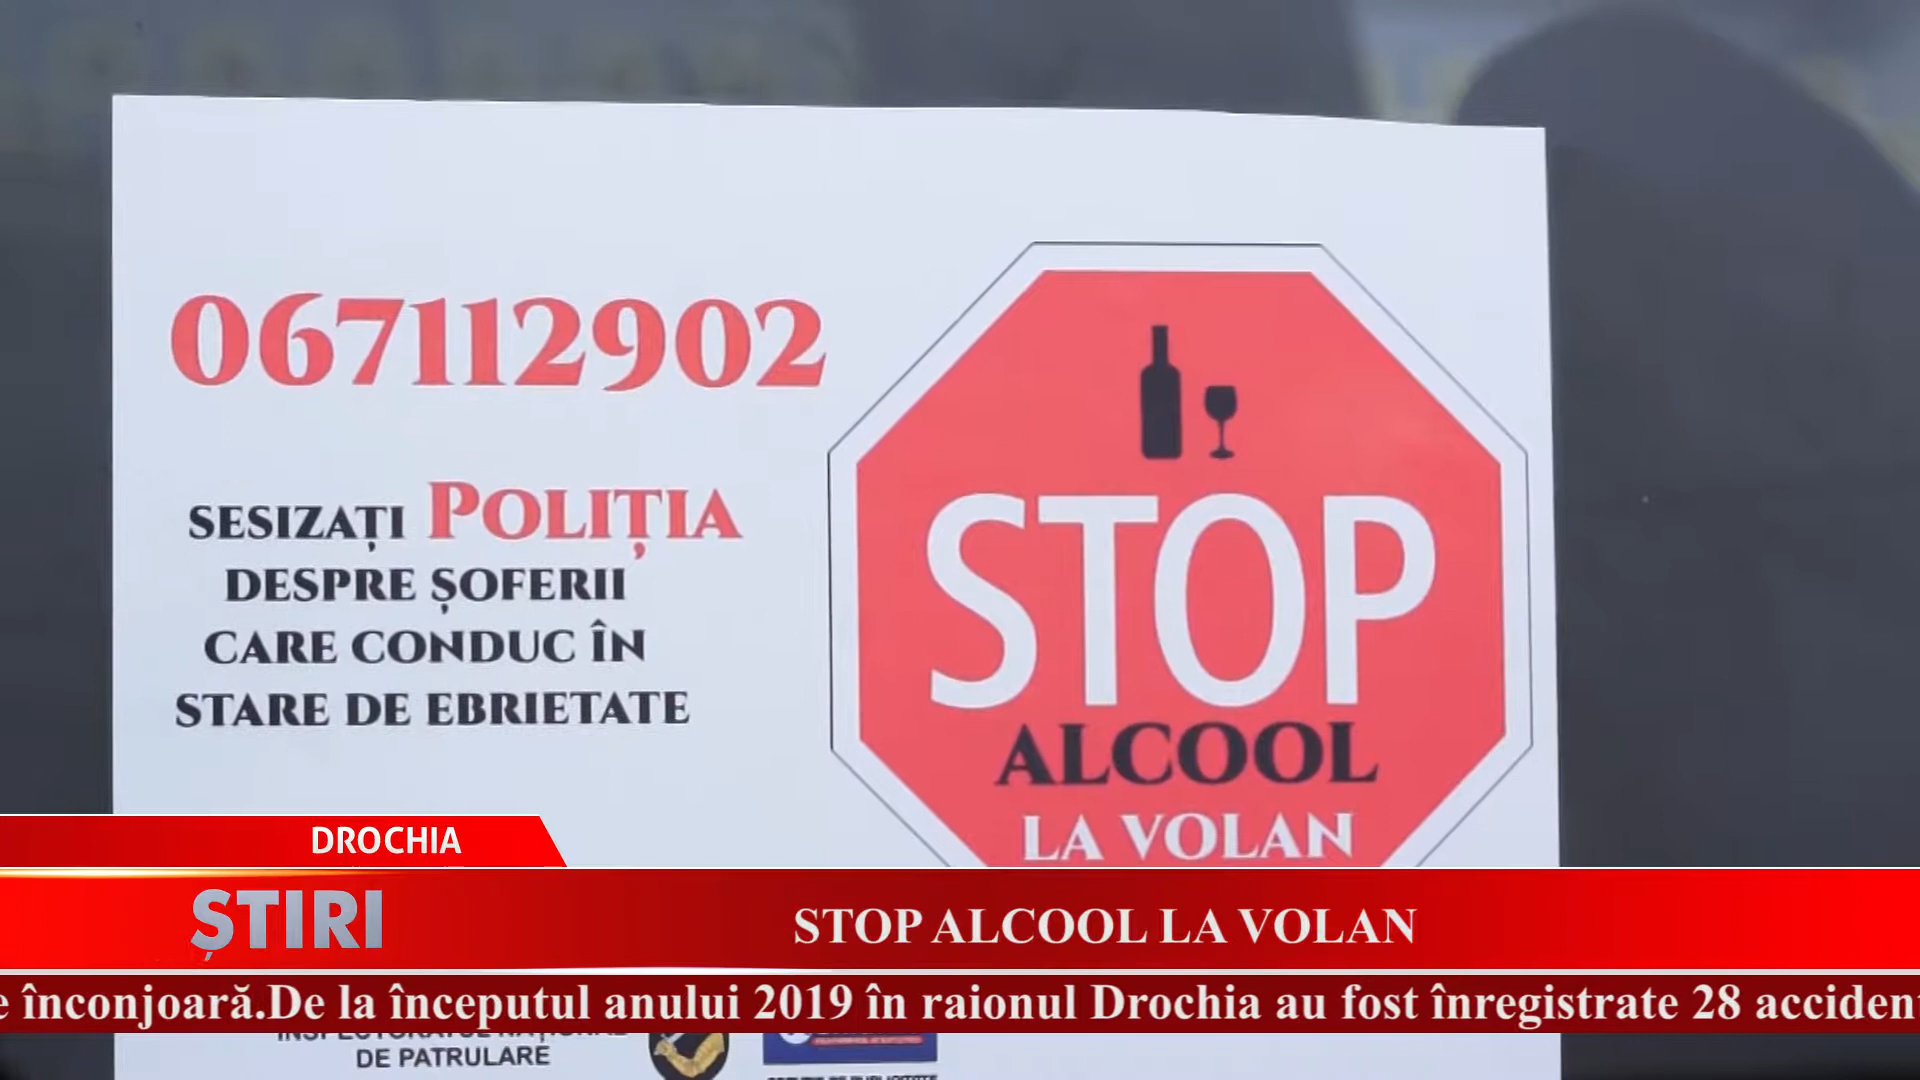 067112902
SESIZAȚI POLIȚIA
DESPRE ȘOFERII
CARE CONDUC ÎN
STARE DE EBRIETATE
STOP
ALCOOL
LA VOLAN
DROCHIA
ȘTIRI
STOP ALCOOL LA VOLAN
înconjoară.De la începutul anului 2019 în raionul Drochia au fost înregistrate 28
DE PATRULARE